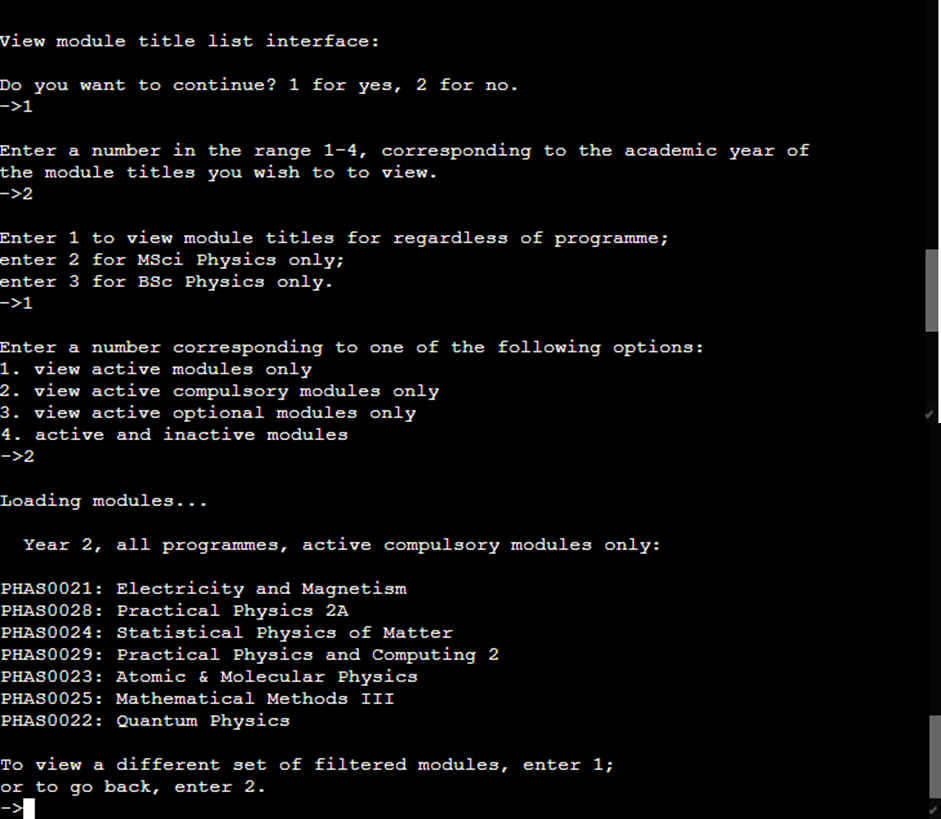 View module title list interface:
Do you want to continue? 1 for yes, 2 for no.
->1
Enter a number in the range 1-4, corresponding to the academic year of
the module titles you wish to to view.
->2
Enter 1 to view module titles for regardless of programme;
enter 2 for MSci Physics only;
enter 3 for BSc Physics only.
->1
Enter a number corresponding to one of the following options:
1. view active modules only
2. view active compulsory modules only
3. view active optional modules only
4. active and inactive modules
->2
Loading modules...
Year 2, all programmes, active compulsory modules only:
PHAS0021: Electricity and Magnetism
PHAS0028: Practical Physics 2A
PHAS0024: Statistical Physics of Matter
PHAS0029: Practical Physics and Computing 2
PHAS0023: Atomic & Molecular Physics
PHAS0025: Mathematical Methods III
PHAS0022: Quantum Physics
To view a different set of filtered modules, enter 1;
or to go back, enter 2.
->